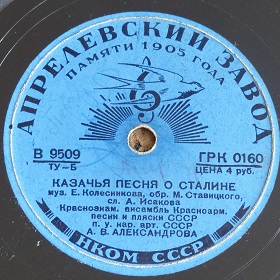 АПРЕЛЕВСКИЙ ЗАВОД
ПАМЯТИ 1905 ГОДА
В 9509
ТУ–Б
ГРК 0160
ЦЕНА 4 руб.
КАЗАЧЬЯ ПЕСНЯ О СТАЛИНЕ
муз. Е. Колесникова, обр. М. Ставицкого,
сл. А. Исакова
Краснознам. ансамбль Красноарм.
песни и пляски СССР
п. у. нар. арт. СССР
А. В. АЛЕКСАНДРОВА
НКОМ СССР